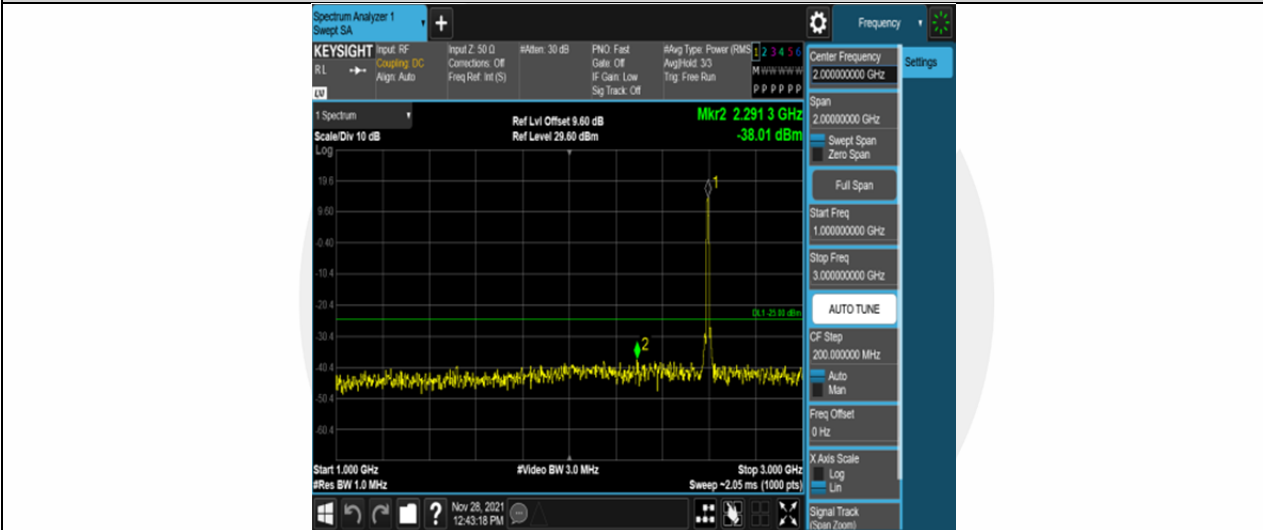 Spectrum Analyzer 1
Swept SA
+
Frequency
KEYSIGHT
Input: RF
Coupling: DC
Align: Auto
RL
LV
Input Z: 50 Ω
Corrections: Off
Freq Ref: Int (S)
#Atten: 30 dB
PNO: Fast
Gate: Off
IF Gain: Low
Sig Track: Off
#Avg Type: Power (RMS
Avg|Hold: 3/3
Trig: Free Run
1 2 3 4 5 6
M W W W W W
P P P P P P
1 Spectrum
Scale/Div 10 dB
Log
Ref Lvl Offset 9.60 dB
Ref Level 29.60 dBm
Mkr2 2.291 3 GHz
-38.01 dBm
19.6
9.60
-0.40
-10.4
-20.4
-30.4
-40.4
-50.4
-60.4
1
DL1 -25.00 dBm
2
Start 1.000 GHz
#Res BW 1.0 MHz
#Video BW 3.0 MHz
Stop 3.000 GHz
Sweep ~2.05 ms (1000 pts)
?
Nov 28, 2021
12:43:18 PM
Center Frequency
2.000000000 GHz
Span
2.00000000 GHz
Swept Span
Zero Span
Full Span
Start Freq
1.000000000 GHz
Stop Freq
3.000000000 GHz
AUTO TUNE
CF Step
200.000000 MHz
Auto
Man
Freq Offset
0 Hz
X Axis Scale
Log
Lin
Signal Track
(Span Zoom)
Settings